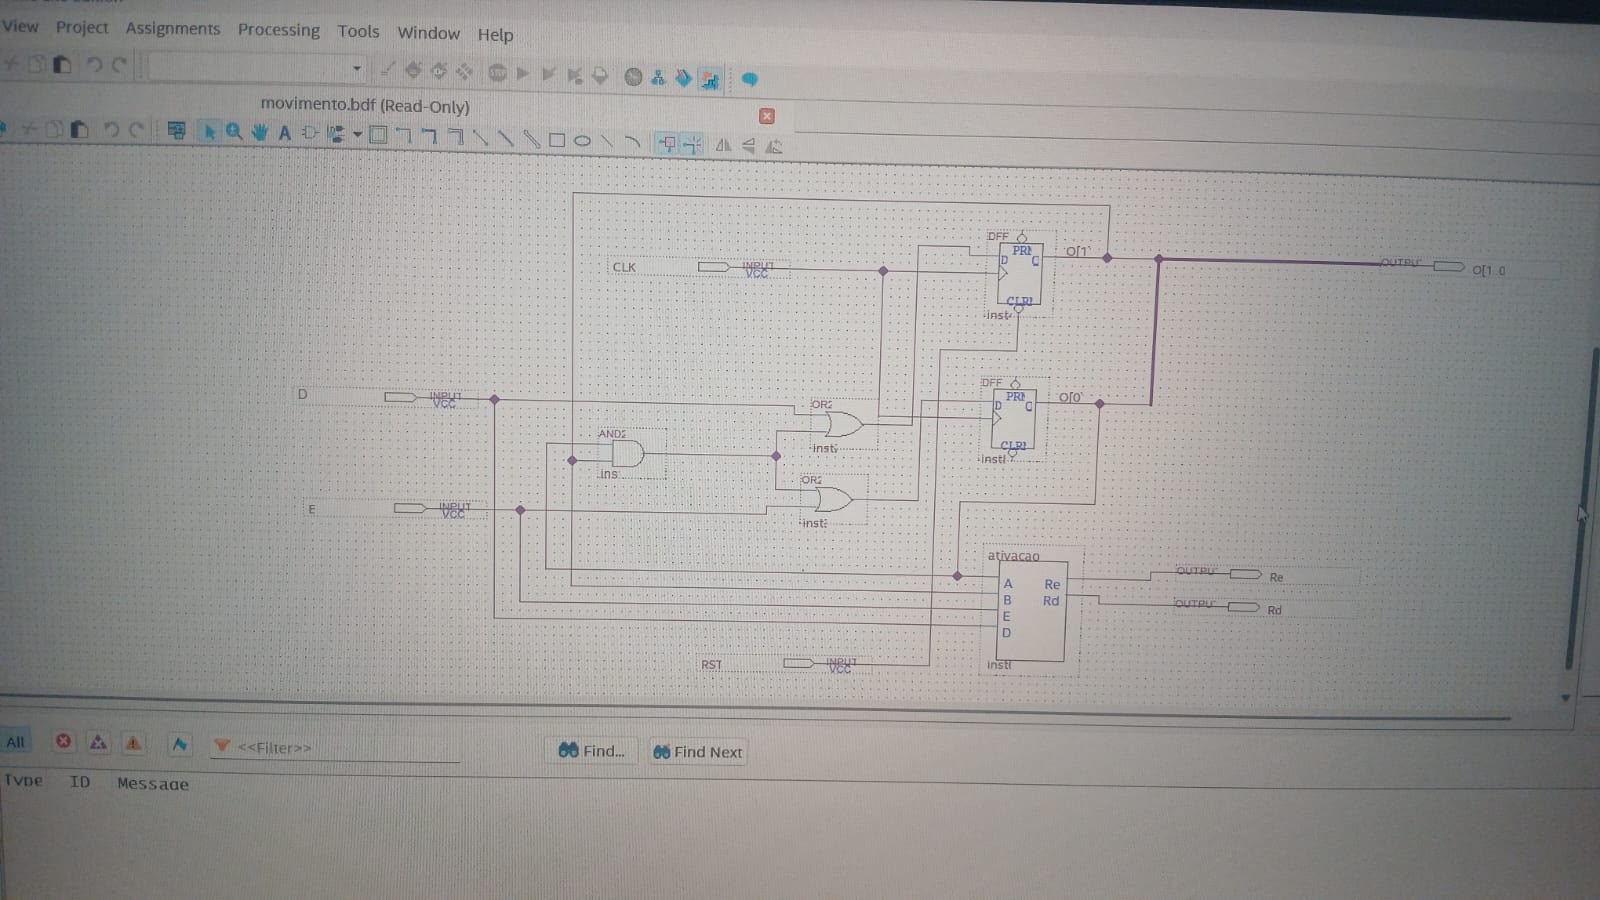 View Project Assignments Processing Tools Window Help
movimento.bdf (Read-Only)
DFF
PRN
D
O[1]
CLK
INPUT
VCC
OUTPUT
O[1..0
CLRN
inst
DFF
PRN
D
O[0]
D
INPUT
VCC
OR2
AND2
inst
CLRN
inst
OR2
E
INPUT
VCC
inst
ativacao
A Re
B Rd
E
D
OUTPUT
Re
OUTPUT
Rd
RST
INPUT
VCC
All
<<Filter>>
Find...
Find Next
Type ID Message